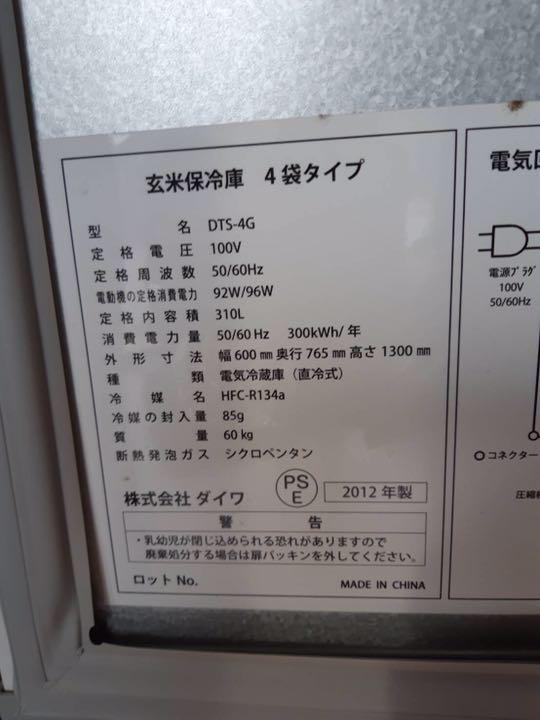 玄米保冷庫 4袋タイプ
型名 DTS-4G
定格電圧 100V
定格周波数 50/60Hz
電動機の定格消費電力 92W/96W
定格内容積 310L
消費電力量 50/60Hz 300kWh/年
外形寸法 幅600mm奥行765mm高さ1300mm
種類 電気冷蔵庫（直冷式）
冷媒名 HFC-R134a
冷媒の封入量 85g
質量 60kg
断熱発泡ガス シクロペンタン
株式会社 ダイワ PSE 2012年製
警告
・乳幼児が閉じ込められる恐れがありますので
廃棄処分する場合は扉パッキンを外してください。
ロットNo. MADE IN CHINA
電気
電源プラグ
100V
50/60Hz
コネクター
圧縮